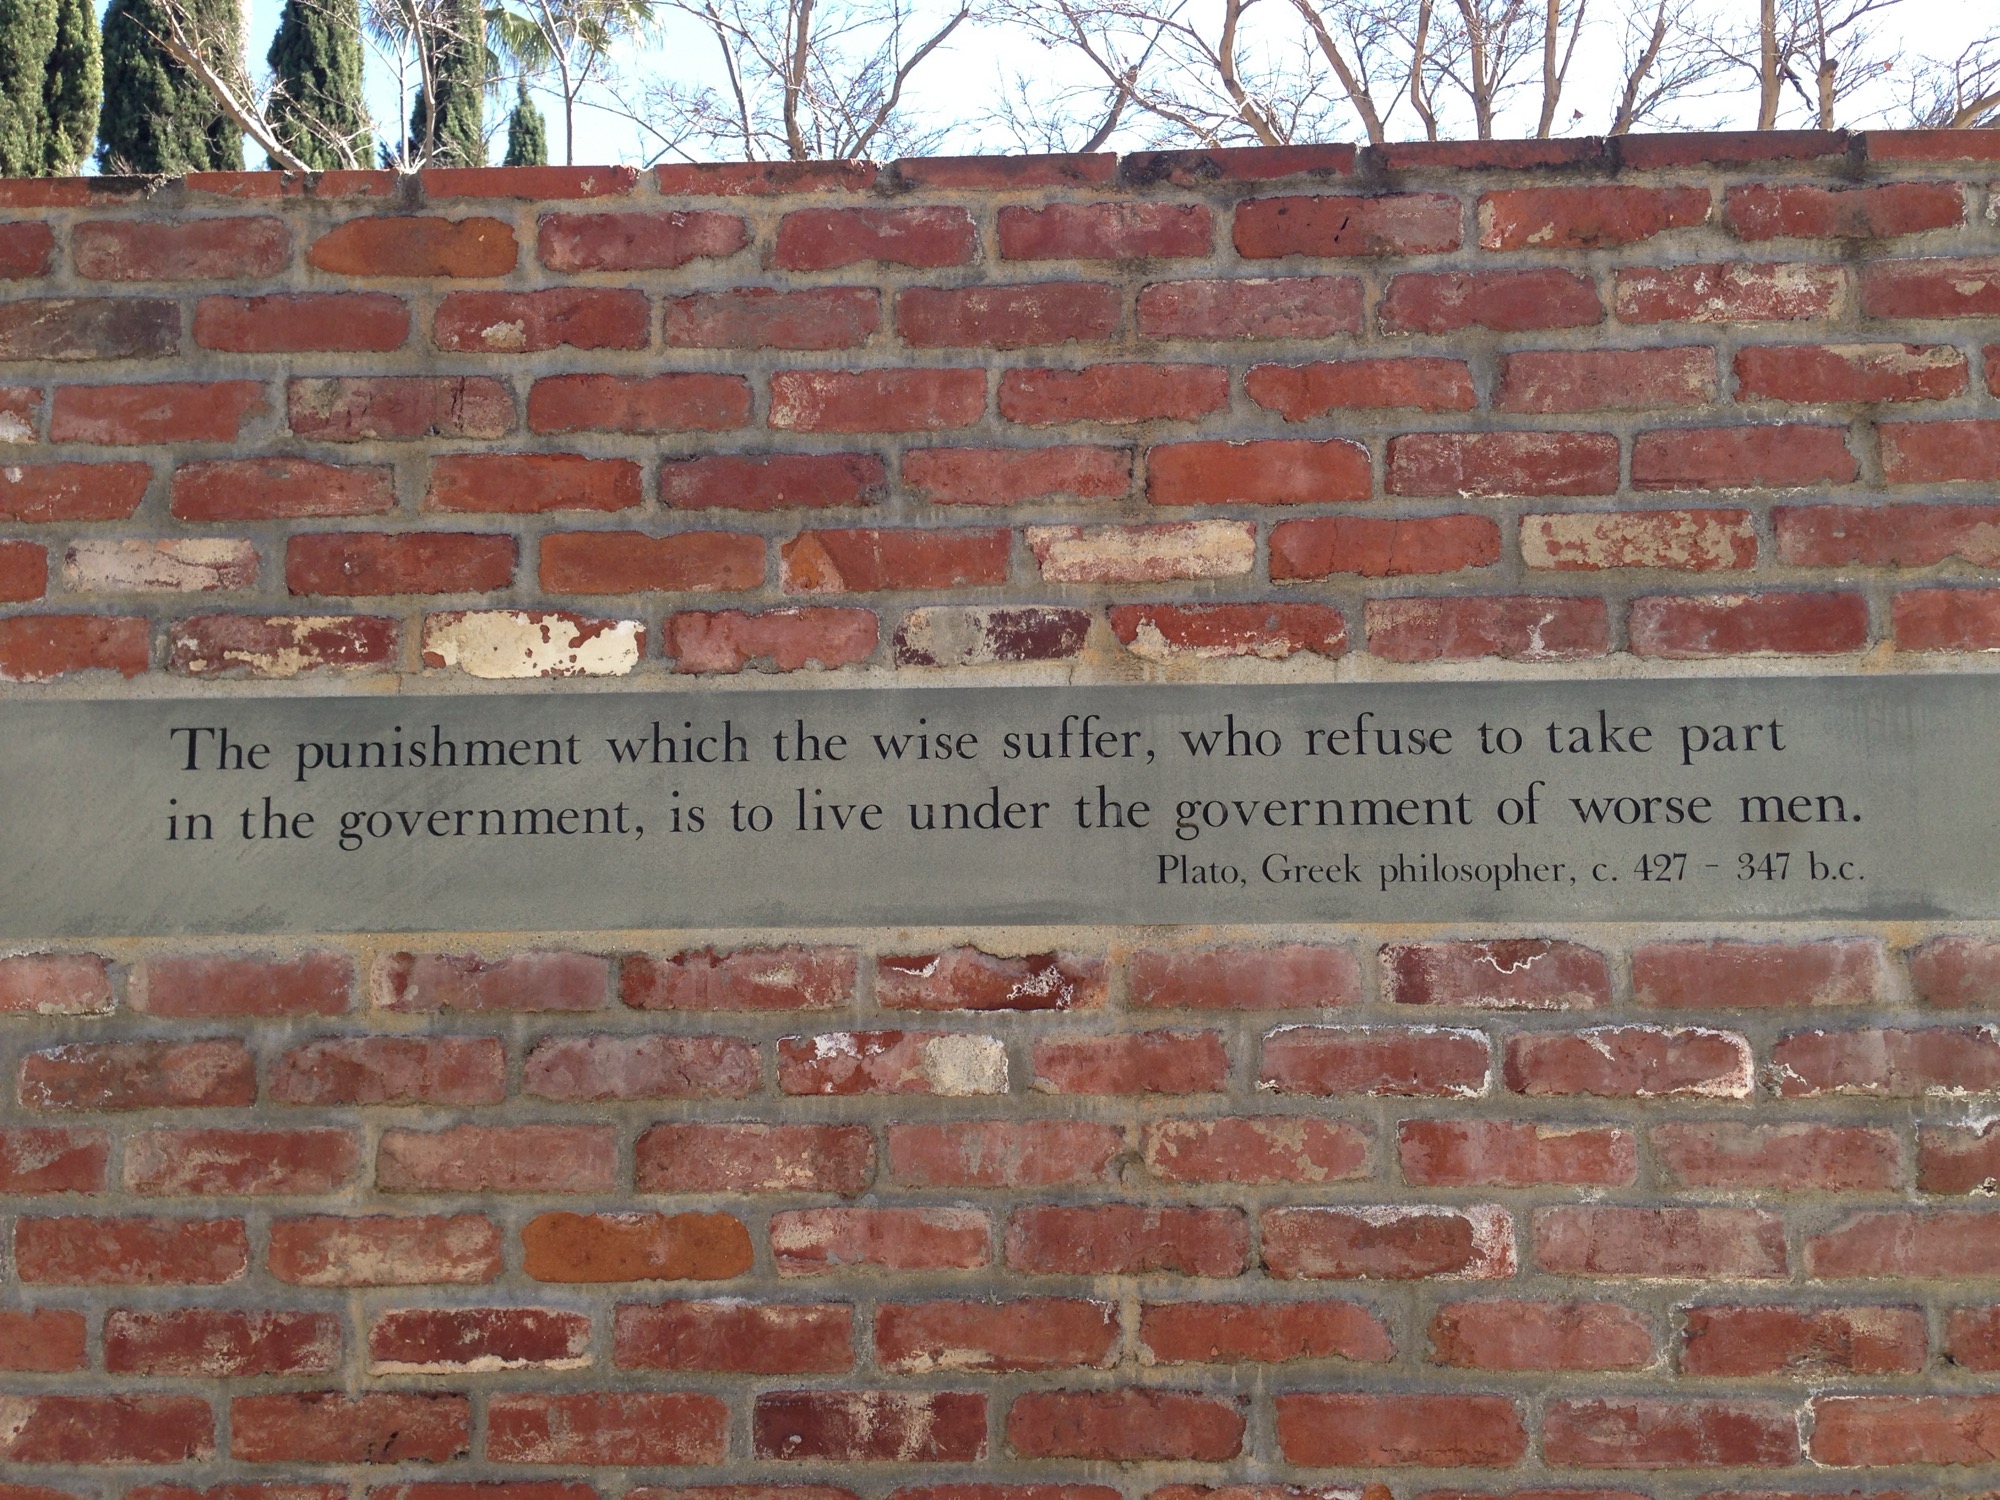 The punishment which the wise suffer, who refuse to take part
in the government, is to live under the government of worse men.
Plato, Greek philosopher, c. 427 - 347 b.c.